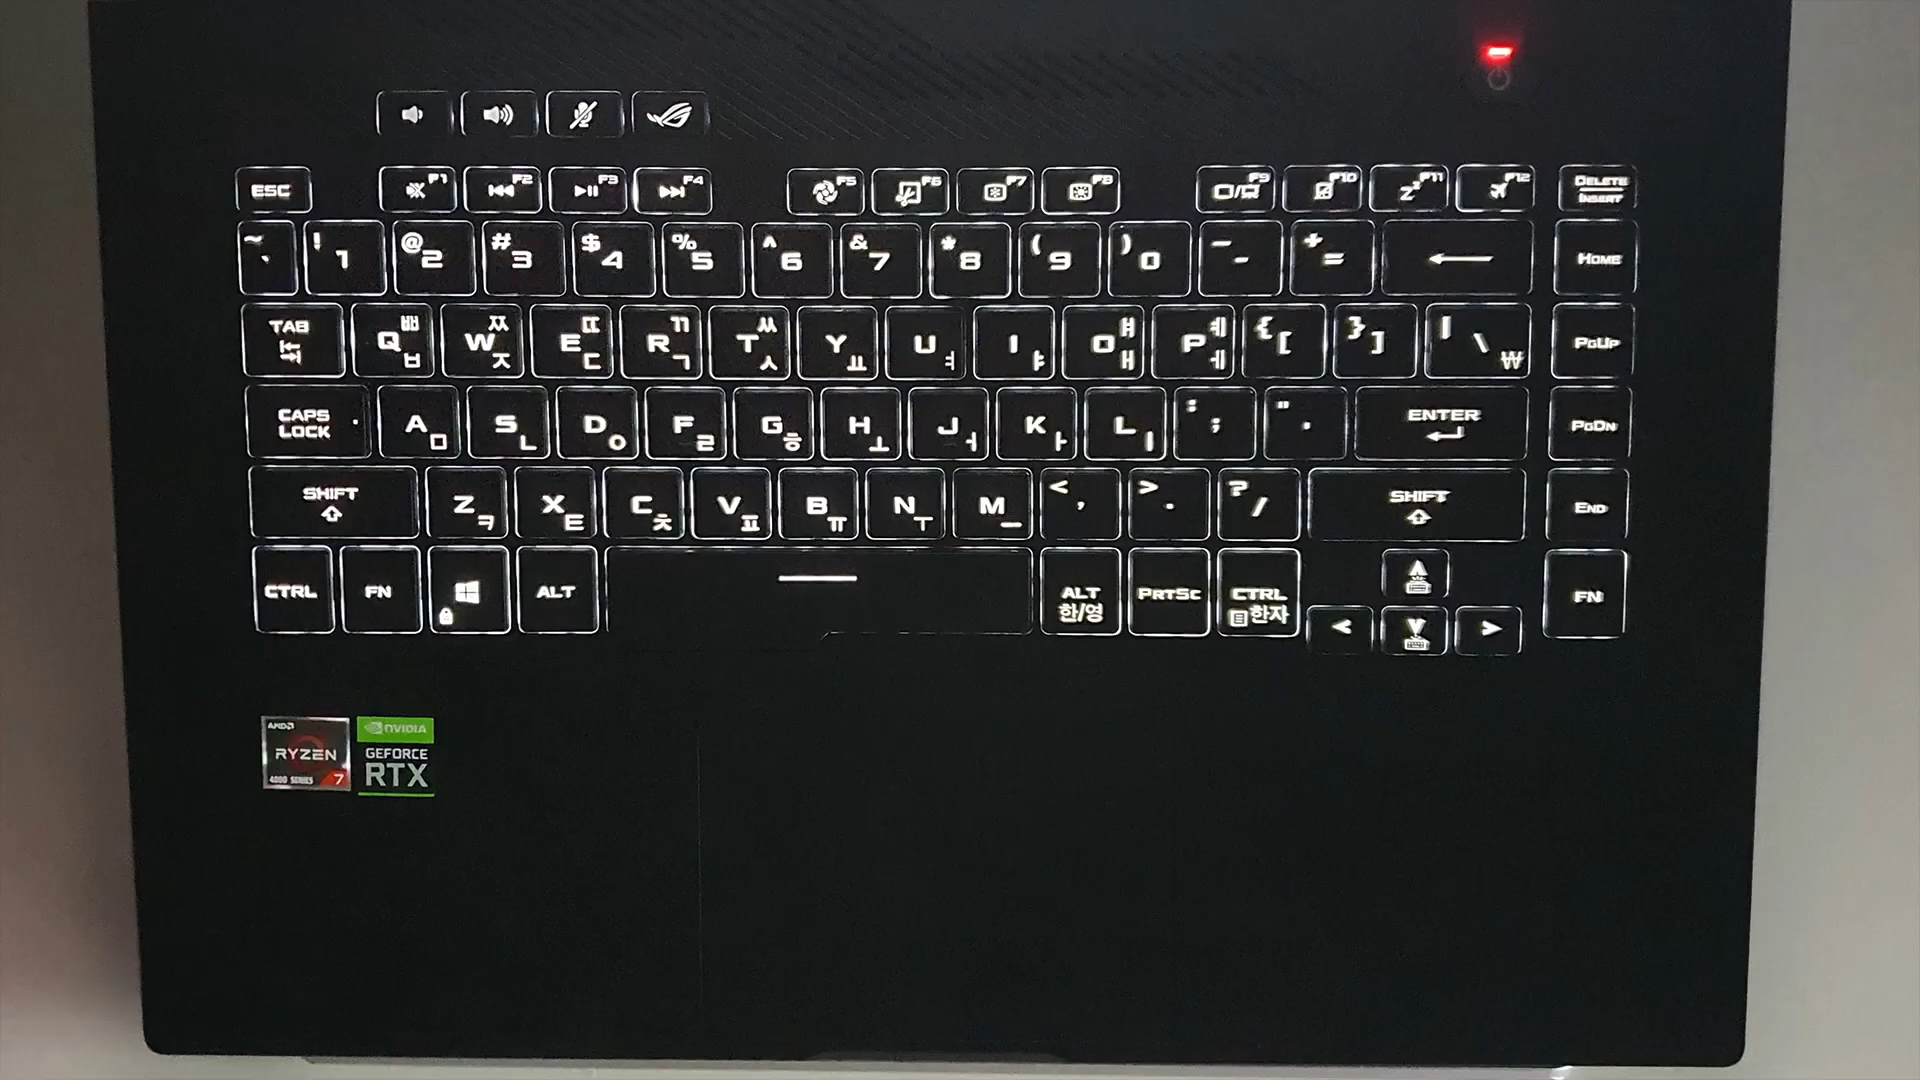 ESC F1 F2 F3 F4 F5 F6 F7 F8 F9 F10 F11 F12 DELETE INSERT
~ ` ! 1 @ 2 # 3 $ 4 % 5 ^ 6 & 7 * 8 ( 9 ) 0 - + = HOME
TAB Q ㅃ ㅂ W ㅉ ㅈ E ㄸ ㄷ R ㄲ ㄱ T ㅆ ㅅ Y ㅛ U ㅕ I ㅑ O ㅒ ㅐ P ㅖ ㅔ { [ } ] | \ ₩ PGUP
CAPS LOCK A ㅁ S ㄴ D ㅇ F ㄹ G ㅎ H ㅗ J ㅓ K ㅏ L ㅣ : ; " ' ENTER PGDN
SHIFT Z ㅋ X ㅌ C ㅊ V ㅍ B ㅠ N ㅜ M ㅡ < , > . ? / SHIFT END
CTRL FN ALT ALT 한/영 PRTSC CTRL 한자 FN
AMD
RYZEN
4000 SERIES 7
NVIDIA
GEFORCE
RTX